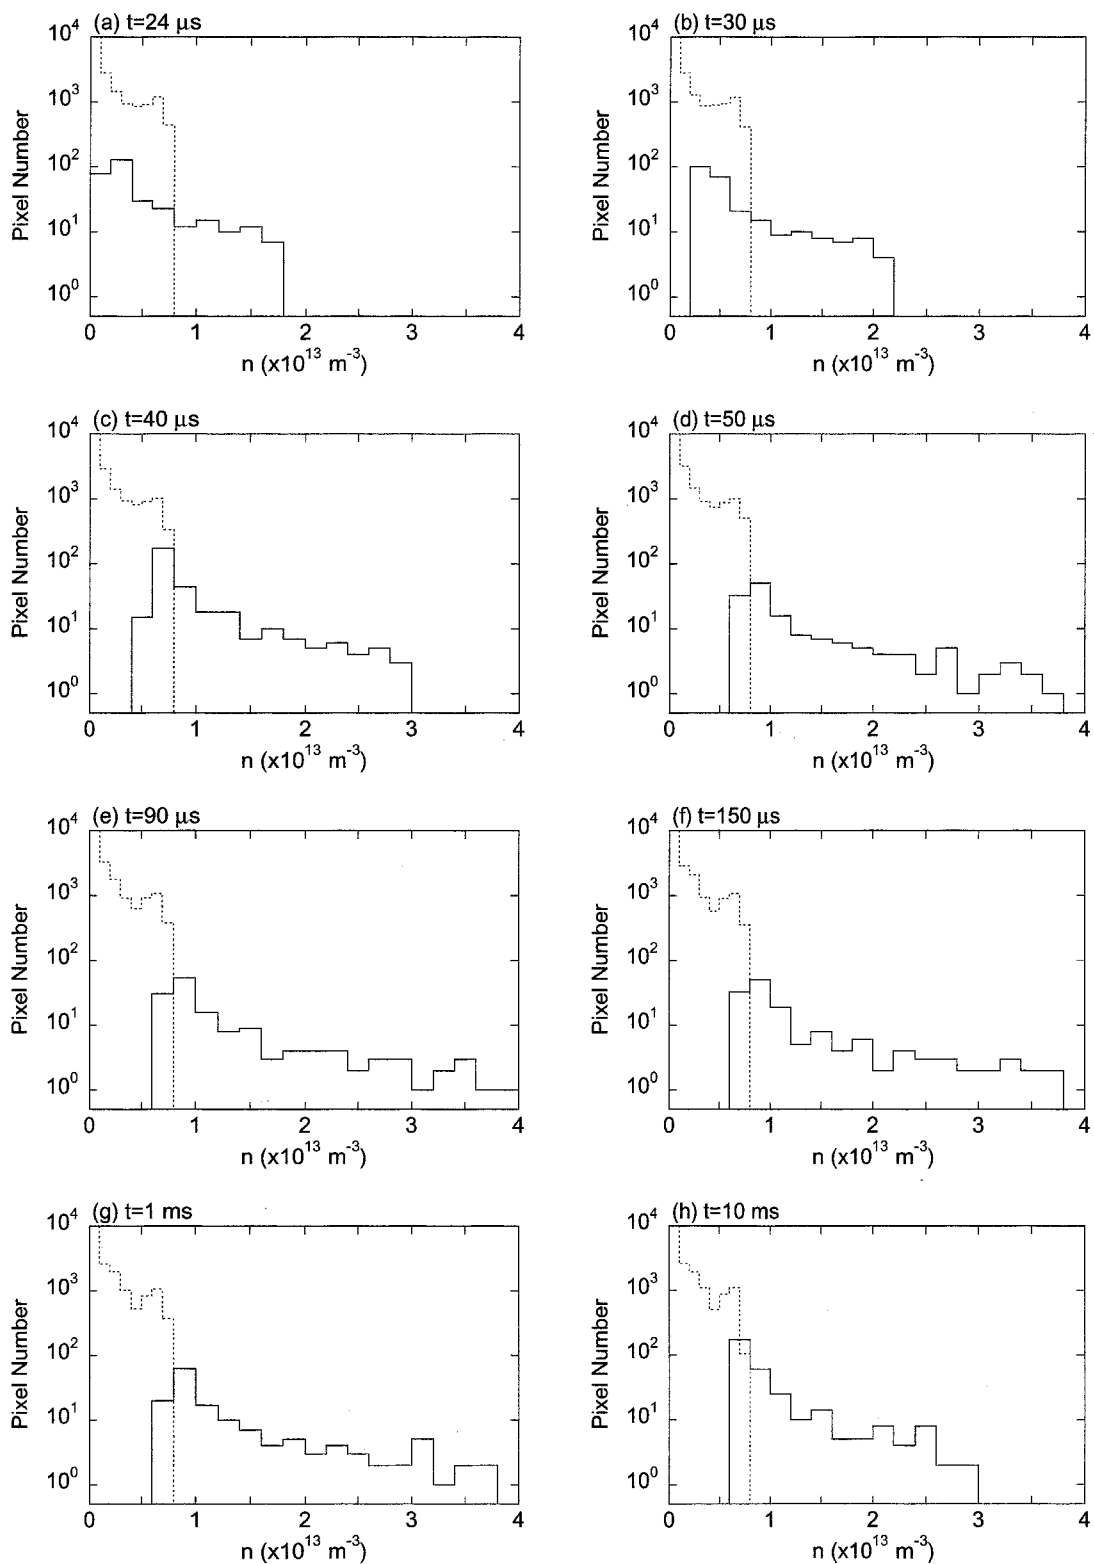 (a) t=24 μs
10⁴
10³
10²
10¹
10⁰
Pixel Number
0 1 2 3 4
n (x10¹³ m⁻³)
(b) t=30 μs
10⁴
10³
10²
10¹
10⁰
Pixel Number
0 1 2 3 4
n (x10¹³ m⁻³)
(c) t=40 μs
10⁴
10³
10²
10¹
10⁰
Pixel Number
0 1 2 3 4
n (x10¹³ m⁻³)
(d) t=50 μs
10⁴
10³
10²
10¹
10⁰
Pixel Number
0 1 2 3 4
n (x10¹³ m⁻³)
(e) t=90 μs
10⁴
10³
10²
10¹
10⁰
Pixel Number
0 1 2 3 4
n (x10¹³ m⁻³)
(f) t=150 μs
10⁴
10³
10²
10¹
10⁰
Pixel Number
0 1 2 3 4
n (x10¹³ m⁻³)
(g) t=1 ms
10⁴
10³
10²
10¹
10⁰
Pixel Number
0 1 2 3 4
n (x10¹³ m⁻³)
(h) t=10 ms
10⁴
10³
10²
10¹
10⁰
Pixel Number
0 1 2 3 4
n (x10¹³ m⁻³)